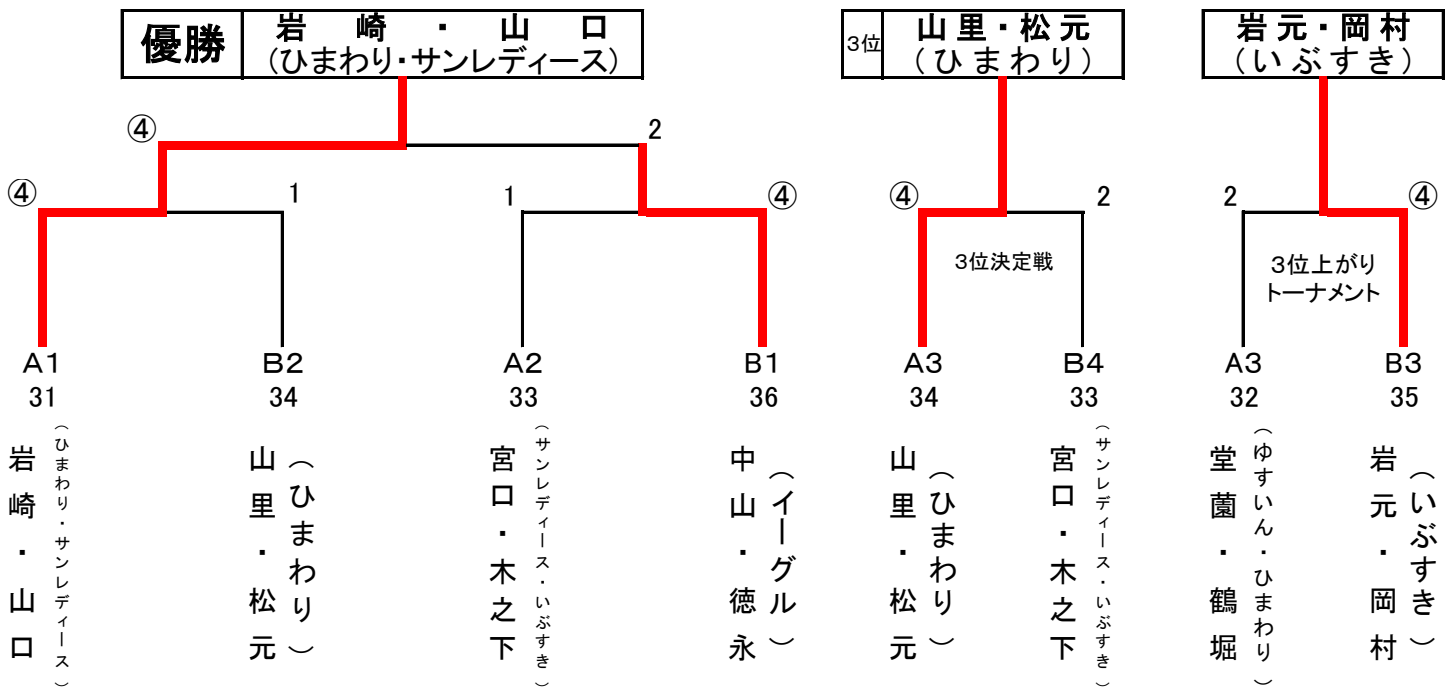 優勝
岩崎・山口
(ひまわり・サンレディース)
3位
山里・松元
(ひまわり)
岩元・岡村
(いぶすき)
④
2
④
1
1
④
④
2
2
④
3位決定戦
3位上がり
トーナメント
A1
B2
A2
B1
A3
B4
A3
B3
31
34
33
36
34
33
32
35
岩崎・山口
(ひまわり・サンレディース)
山里・松元
(ひまわり)
宮口・木之下
(サンレディース・いぶすき)
中山・徳永
(イーグル)
山里・松元
(ひまわり)
宮口・木之下
(サンレディース・いぶすき)
堂薗・鶴堀
(ゆすいん・ひまわり)
岩元・岡村
(いぶすき)